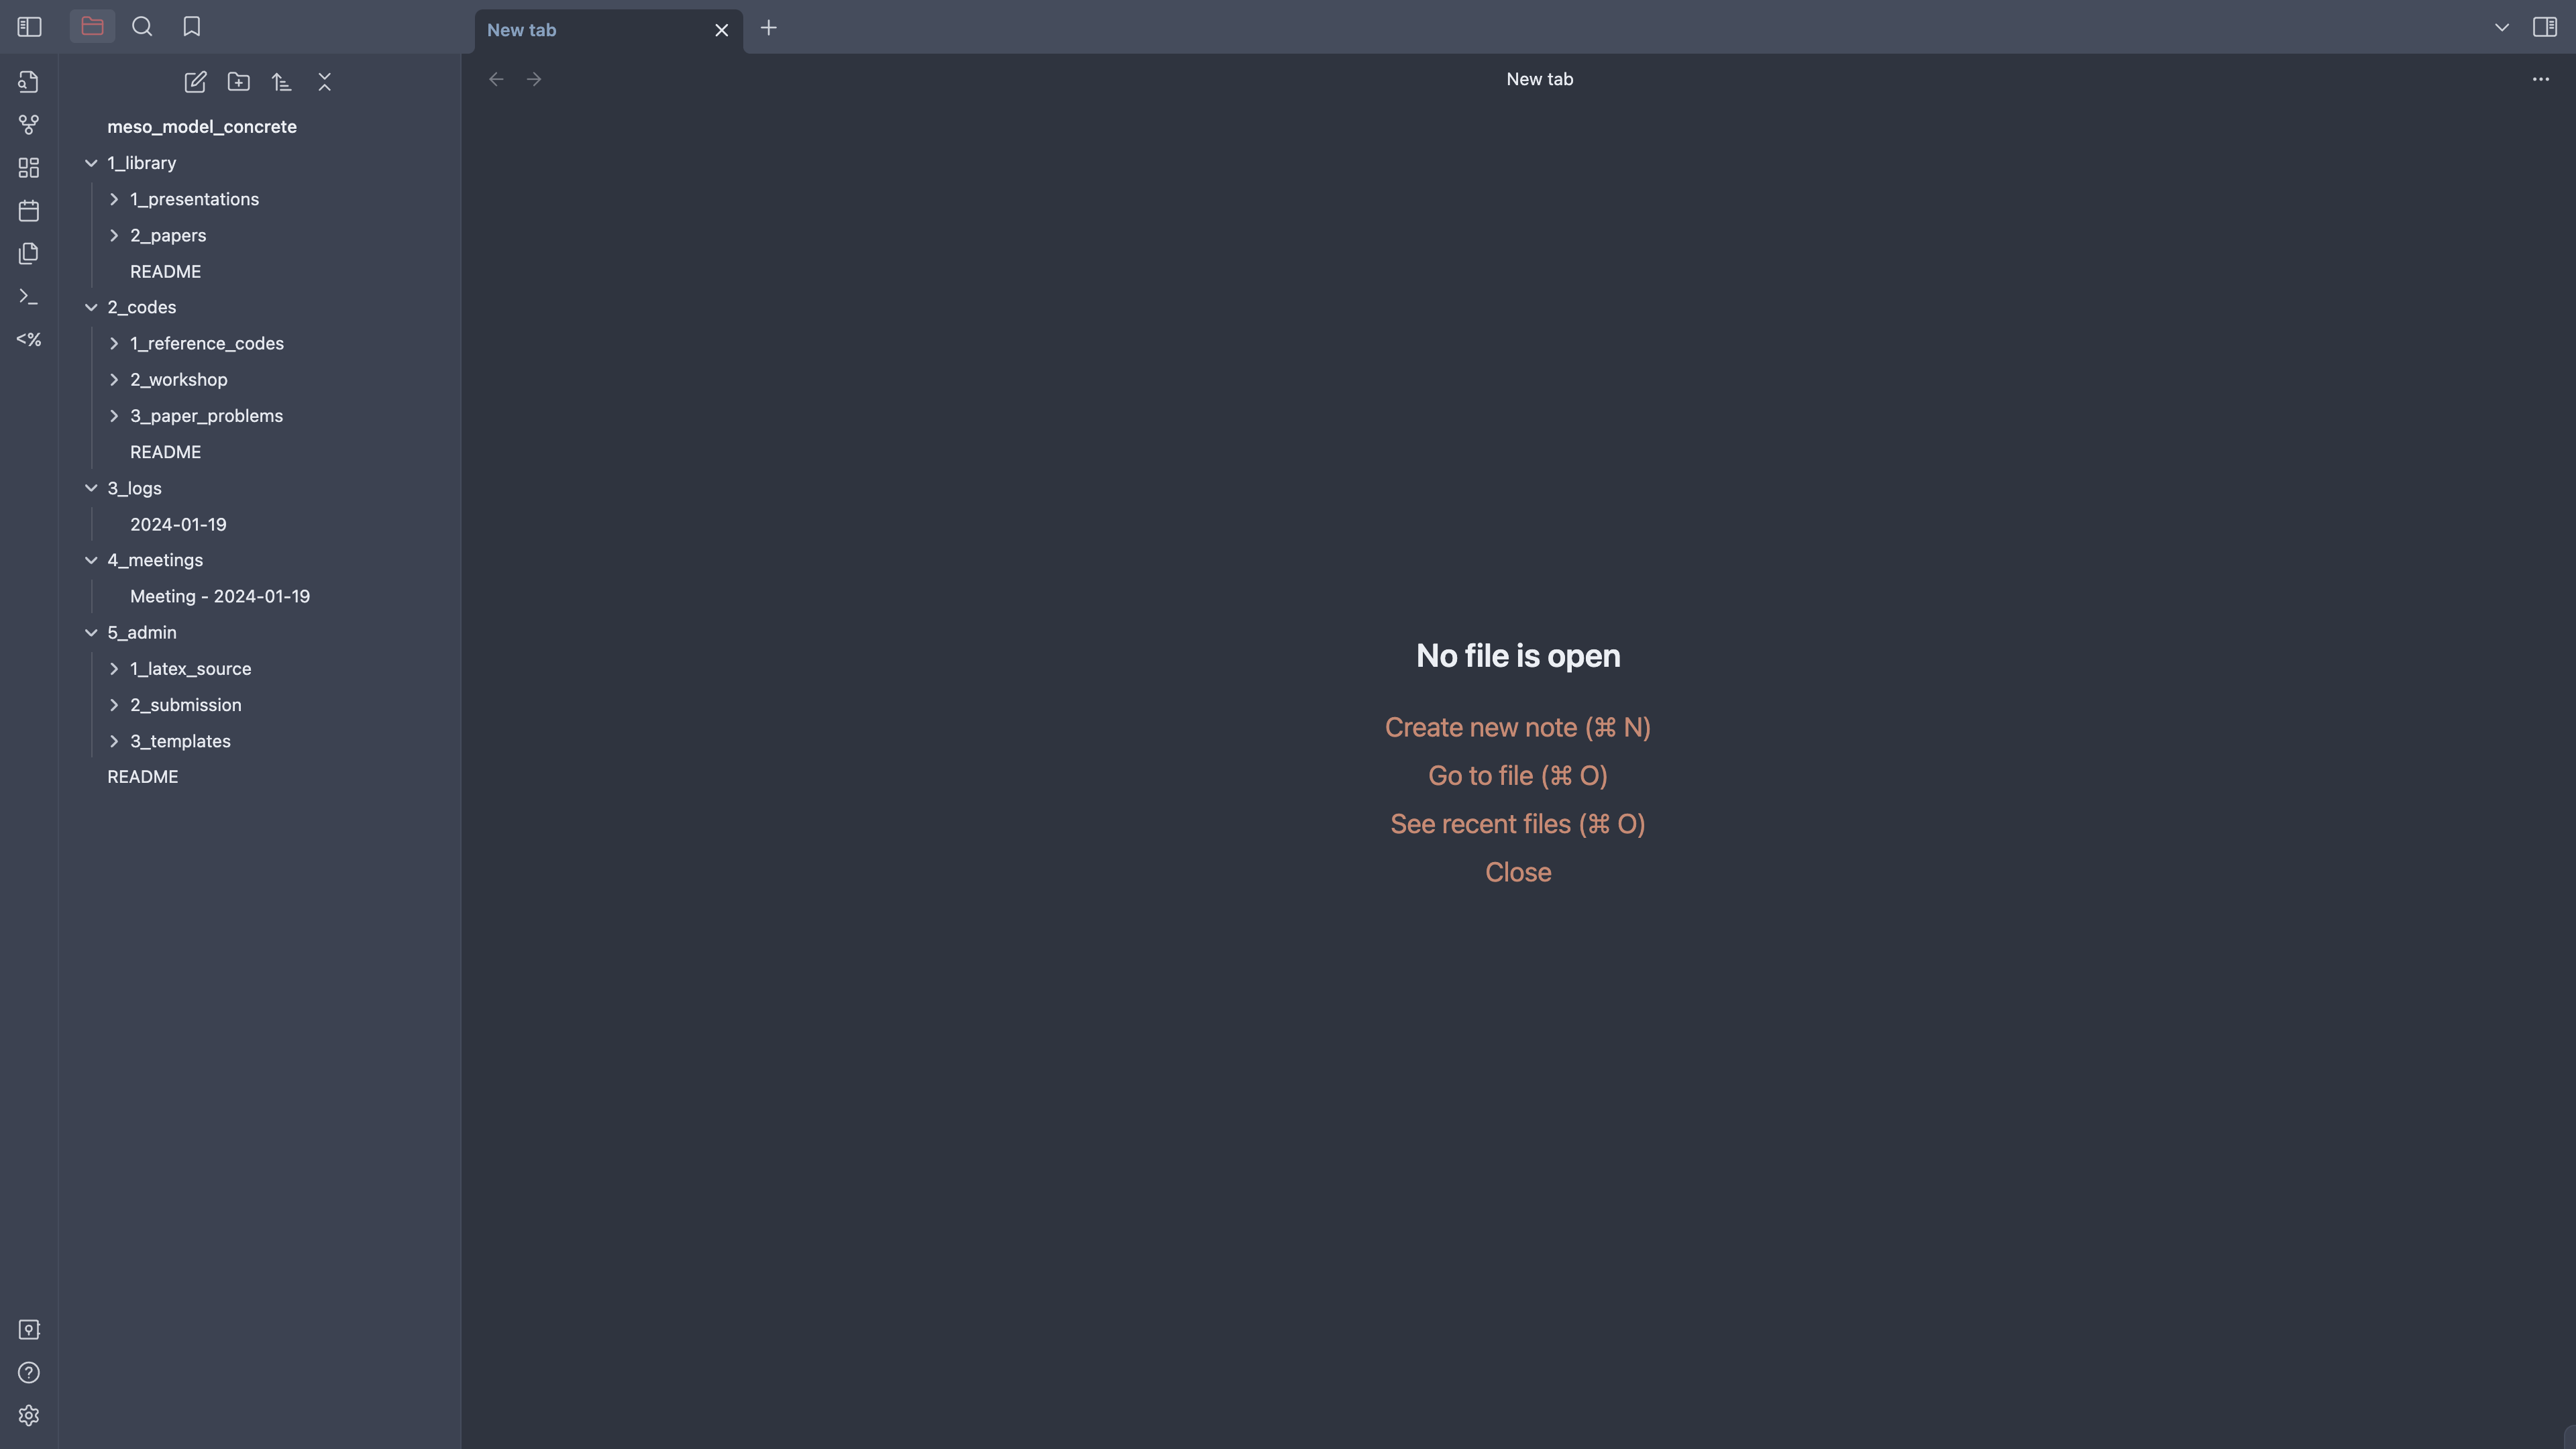 New tab
New tab
meso_model_concrete
1_library
1_presentations
2_papers
README
2_codes
1_reference_codes
2_workshop
3_paper_problems
README
3_logs
2024-01-19
4_meetings
Meeting - 2024-01-19
5_admin
1_latex_source
2_submission
3_templates
README
<%
No file is open
Create new note (⌘ N)
Go to file (⌘ O)
See recent files (⌘ O)
Close